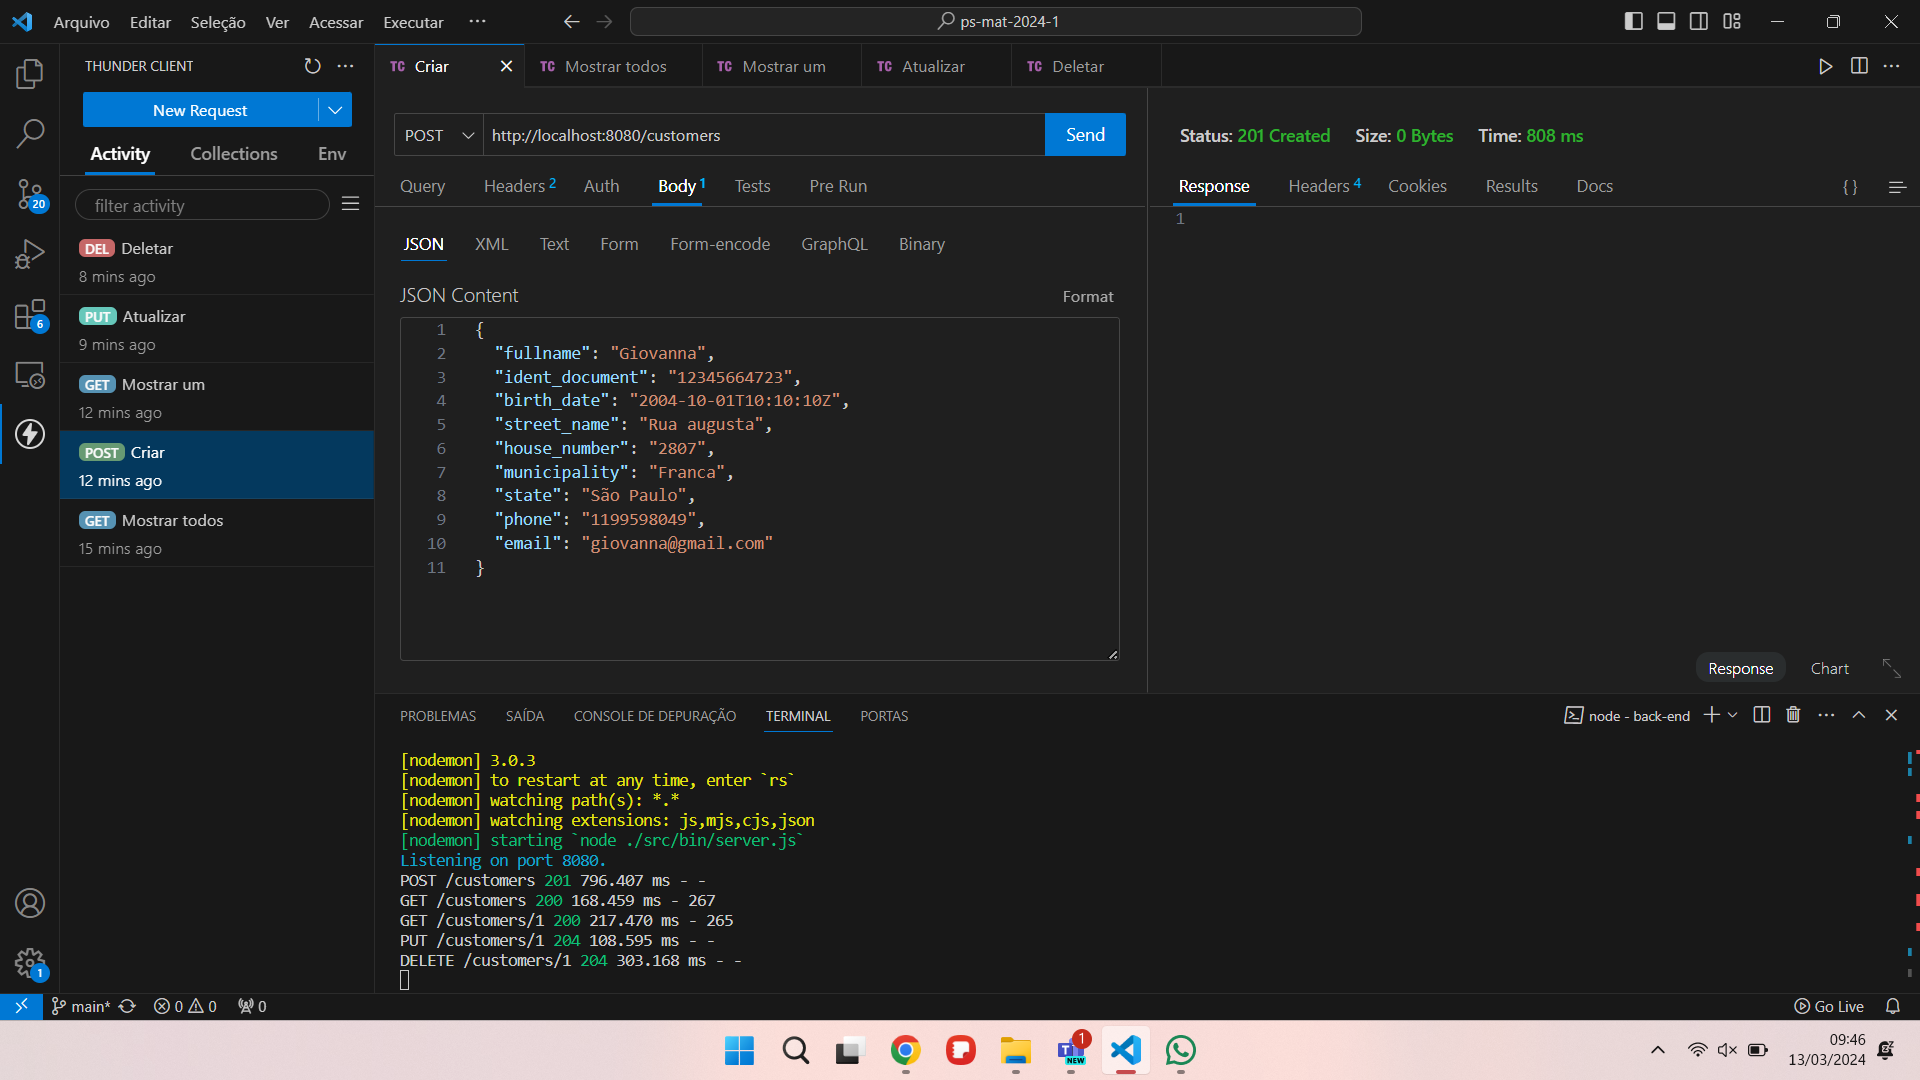 Arquivo Editar Seleção Ver Acessar Executar ··· ps-mat-2024-1
THUNDER CLIENT
New Request
Activity Collections Env
filter activity
DEL Deletar
8 mins ago
PUT Atualizar
9 mins ago
GET Mostrar um
12 mins ago
POST Criar
12 mins ago
GET Mostrar todos
15 mins ago
20
6
1
TC Criar TC Mostrar todos TC Mostrar um TC Atualizar TC Deletar
POST http://localhost:8080/customers Send
Query Headers 2 Auth Body 1 Tests Pre Run
JSON XML Text Form Form-encode GraphQL Binary
JSON Content Format
1 {
2 "fullname": "Giovanna",
3 "ident_document": "12345664723",
4 "birth_date": "2004-10-01T10:10:10Z",
5 "street_name": "Rua augusta",
6 "house_number": "2807",
7 "municipality": "Franca",
8 "state": "São Paulo",
9 "phone": "1199598049",
10 "email": "giovanna@gmail.com"
11 }
Status: 201 Created Size: 0 Bytes Time: 808 ms
Response Headers 4 Cookies Results Docs { }
1
Response Chart
PROBLEMAS SAÍDA CONSOLE DE DEPURAÇÃO TERMINAL PORTAS node - back-end
[nodemon] 3.0.3
[nodemon] to restart at any time, enter `rs`
[nodemon] watching path(s): *.*
[nodemon] watching extensions: js,mjs,cjs,json
[nodemon] starting `node ./src/bin/server.js`
Listening on port 8080.
POST /customers 201 796.407 ms - -
GET /customers 200 168.459 ms - 267
GET /customers/1 200 217.470 ms - 265
PUT /customers/1 204 108.595 ms - -
DELETE /customers/1 204 303.168 ms - -
main* 0 0 0 Go Live
1
NEW
09:46
13/03/2024